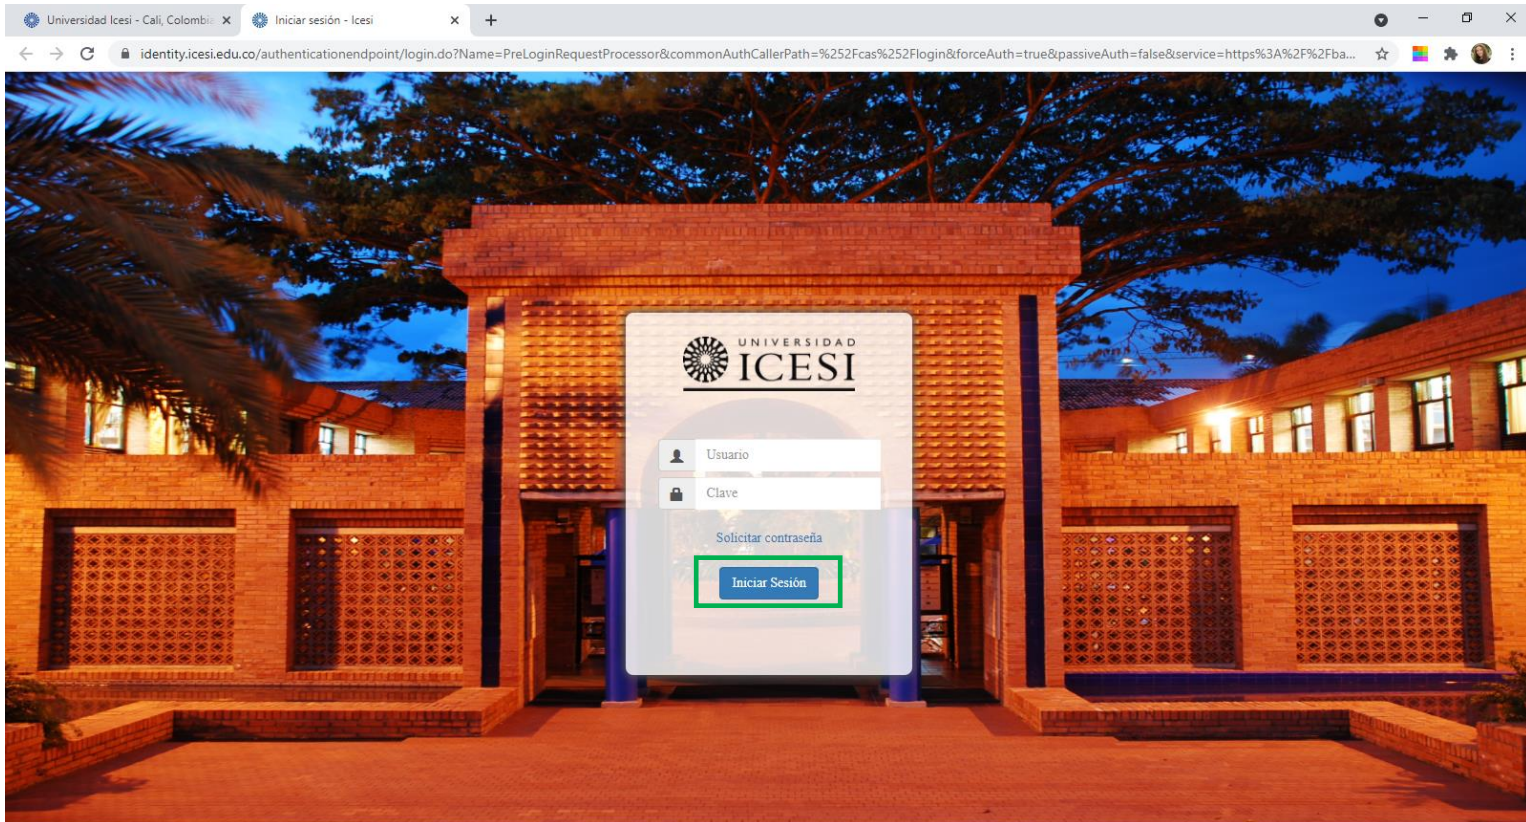 Universidad Icesi - Cali, Colombia
Iniciar sesión - Icesi
identity.icesi.edu.co/authenticationendpoint/login.do?Name=PreLoginRequestProcessor&commonAuthCallerPath=%252Fcas%252Flogin&forceAuth=true&passiveAuth=false&service=https%3A%2F%2Fba...
UNIVERSIDAD
ICESI
Usuario
Clave
Solicitar contraseña
Iniciar Sesión